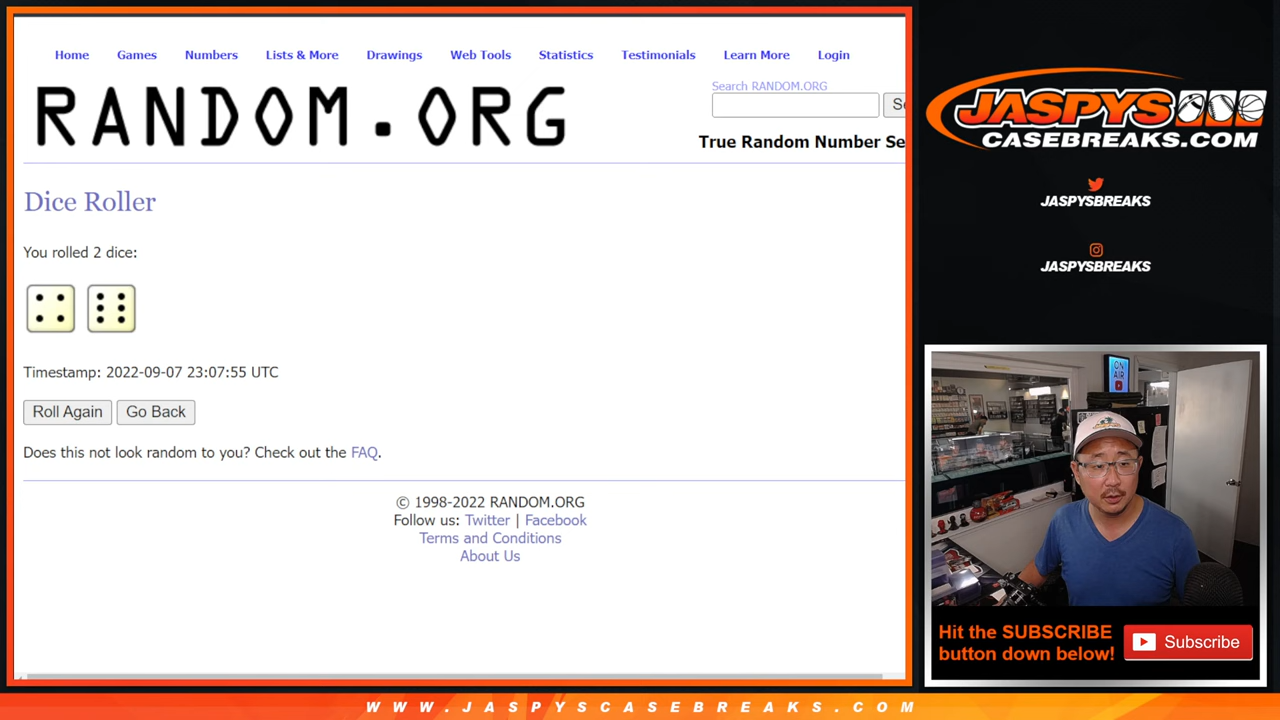 Home Games Numbers Lists & More Drawings Web Tools Statistics Testimonials Learn More Login
Search RANDOM.ORG
RANDOM.ORG
True Random Number Se
Dice Roller
You rolled 2 dice:
Timestamp: 2022-09-07 23:07:55 UTC
Roll Again Go Back
Does this not look random to you? Check out the FAQ.
© 1998-2022 RANDOM.ORG
Follow us: Twitter | Facebook
Terms and Conditions
About Us
JASPYS
CASEBREAKS.COM
JASPYSBREAKS
JASPYSBREAKS
ON
AIR
Hit the SUBSCRIBE
button down below!
Subscribe
WWW.JASPYSCASEBREAKS.COM